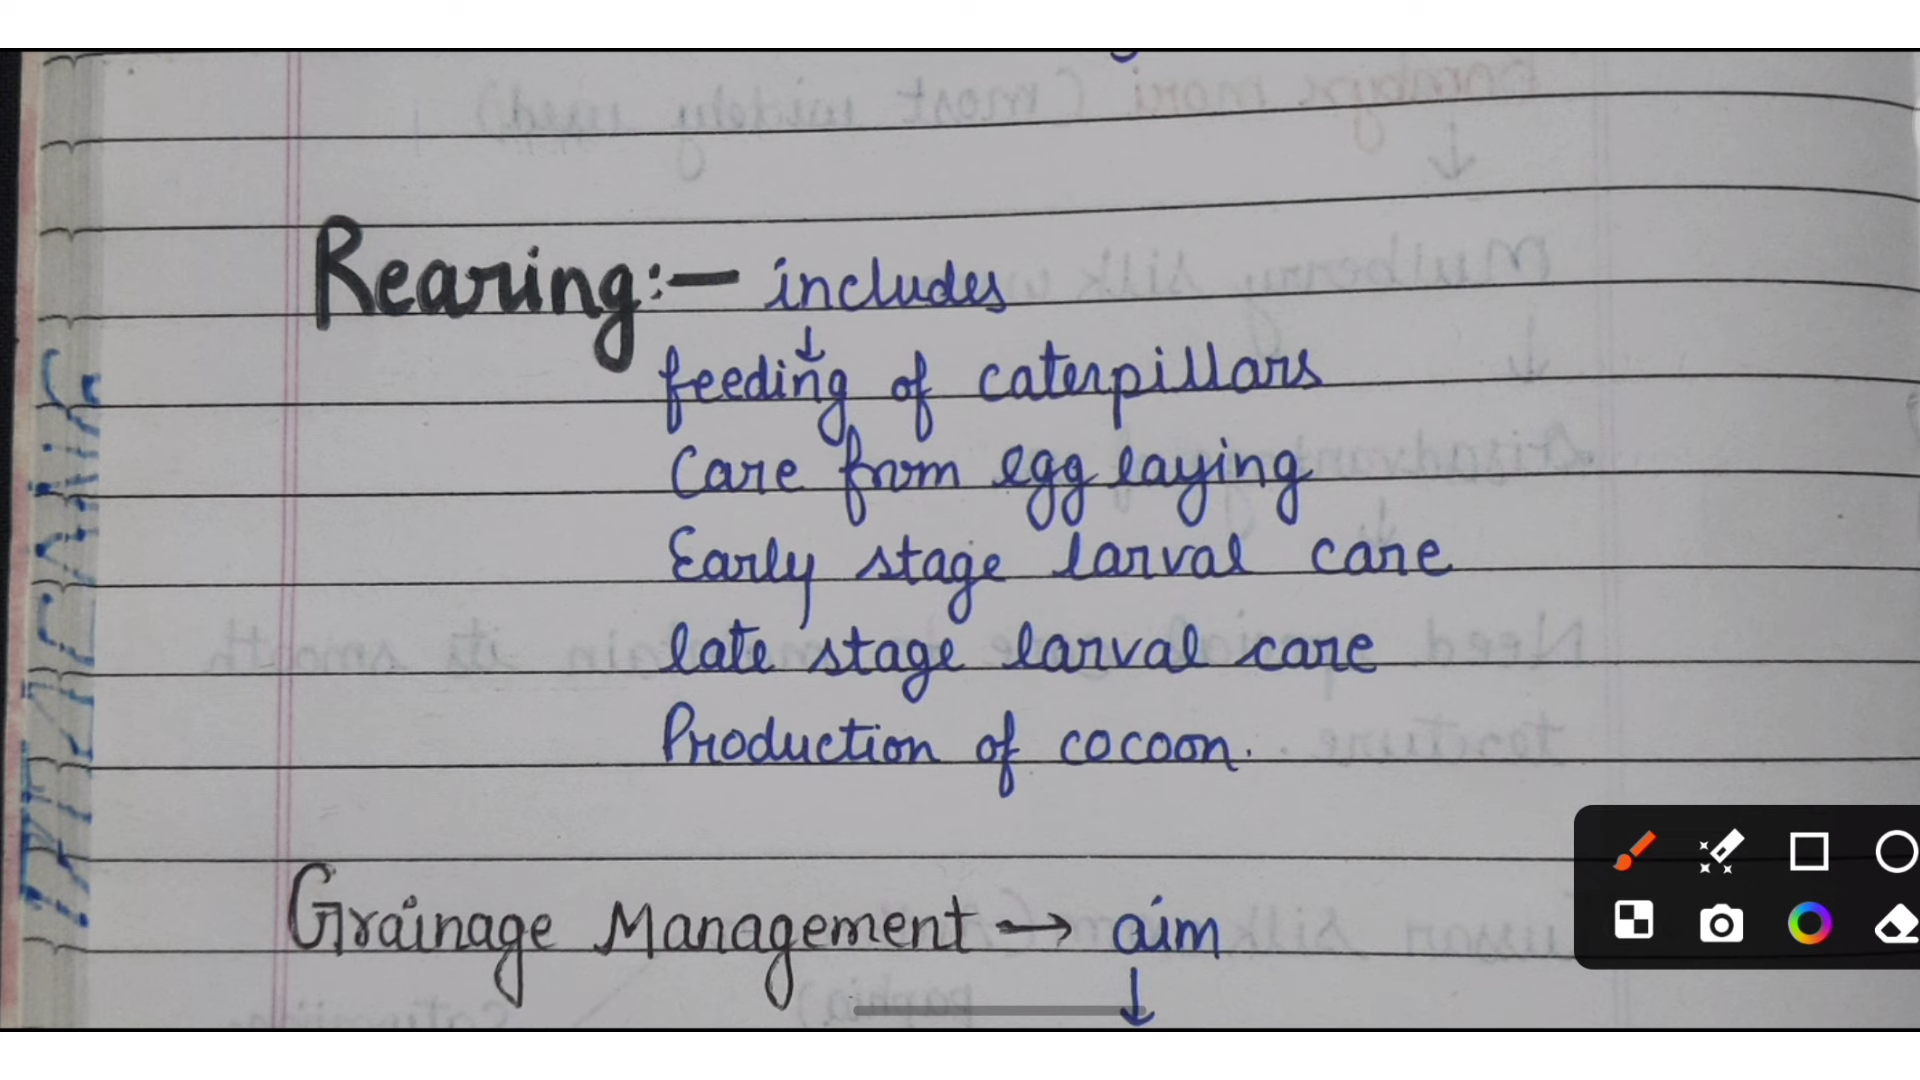 Rearing:- includes
↓
feeding of caterpillars
Care from egg laying
Early stage larval care
late stage larval care
Production of cocoon.
Grainage Management → aim
↓